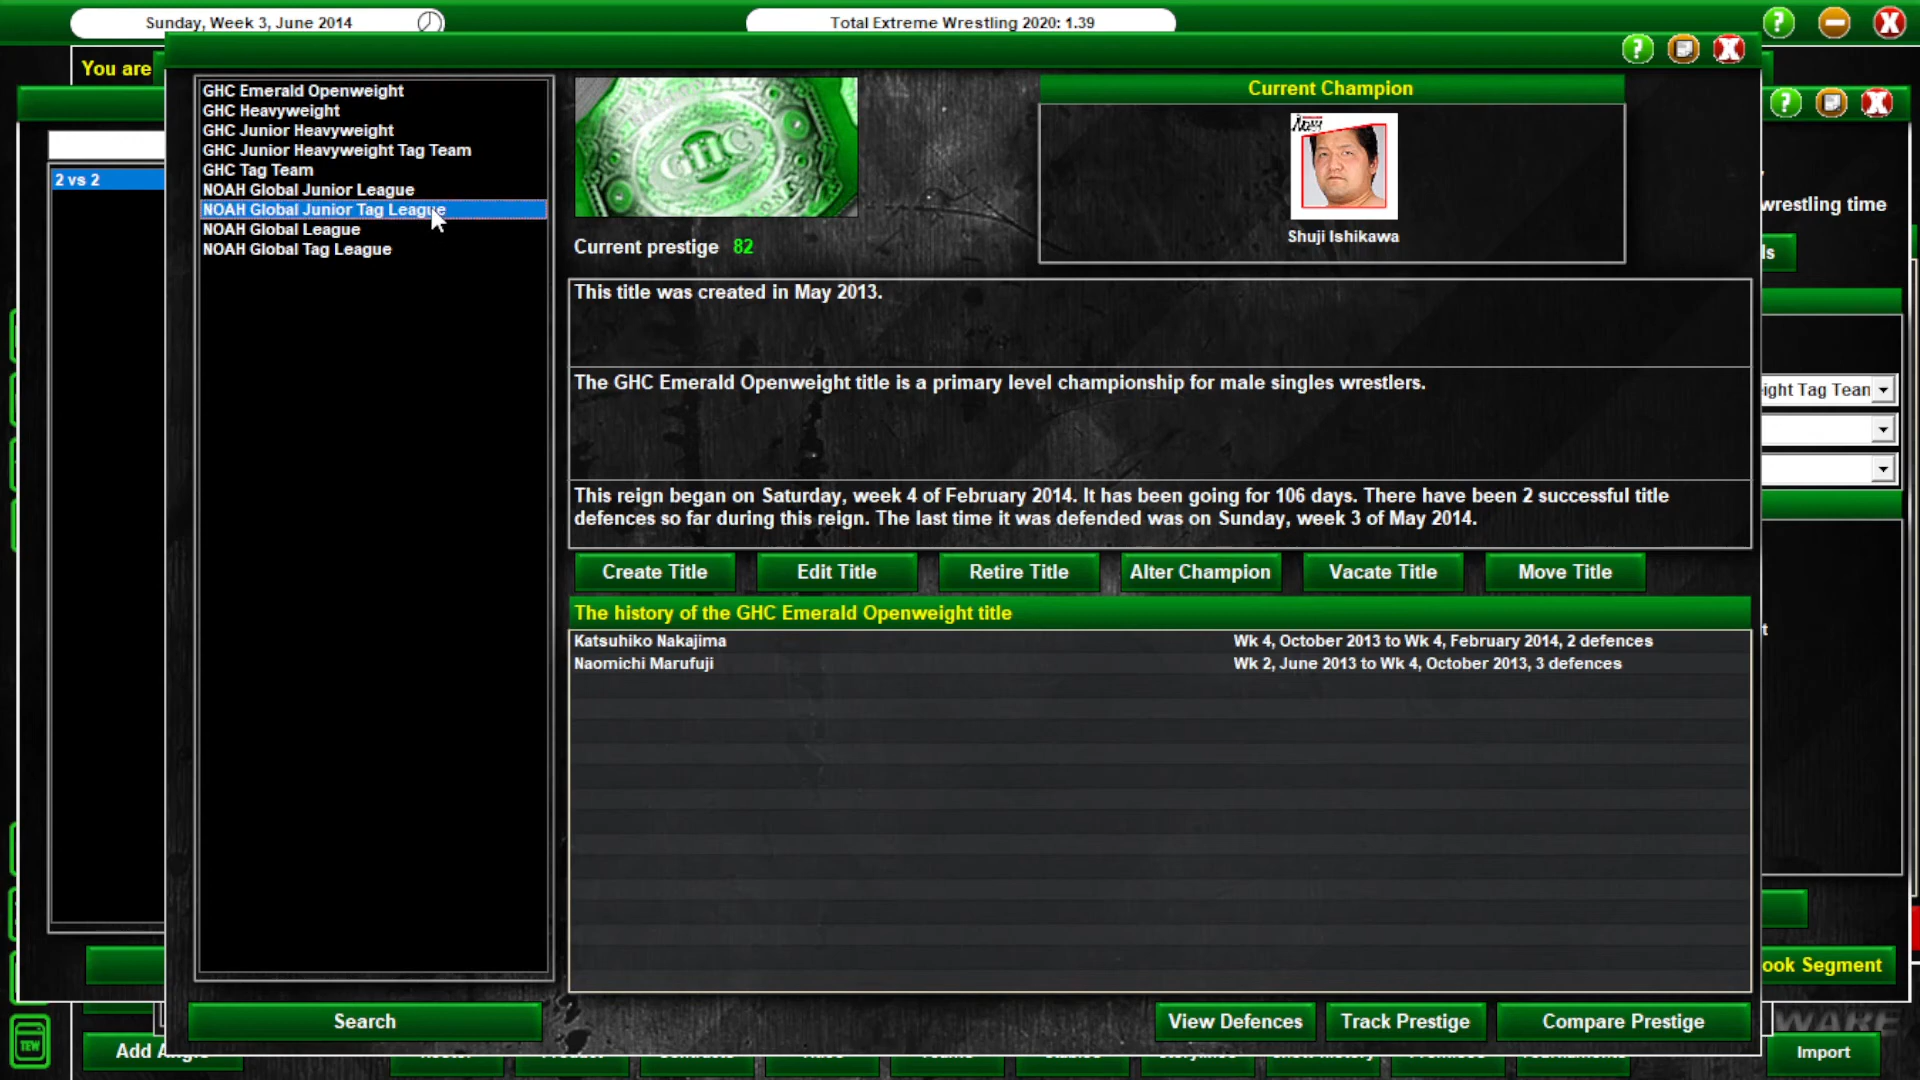 Sunday, Week 3, June 2014
Total Extreme Wrestling 2020: 1.39
You are
GHC Emerald Openweight
GHC Heavyweight
GHC Junior Heavyweight
GHC Junior Heavyweight Tag Team
GHC Tag Team
NOAH Global Junior League
NOAH Global Junior Tag League
NOAH Global League
NOAH Global Tag League
2 vs 2
GHC
Current prestige 82
Current Champion
NOAH
Shuji Ishikawa
wrestling time
ight Tag Tean
This title was created in May 2013.
The GHC Emerald Openweight title is a primary level championship for male singles wrestlers.
This reign began on Saturday, week 4 of February 2014. It has been going for 106 days. There have been 2 successful title
defences so far during this reign. The last time it was defended was on Sunday, week 3 of May 2014.
Create Title
Edit Title
Retire Title
Alter Champion
Vacate Title
Move Title
The history of the GHC Emerald Openweight title
Katsuhiko Nakajima Wk 4, October 2013 to Wk 4, February 2014, 2 defences
Naomichi Marufuji Wk 2, June 2013 to Wk 4, October 2013, 3 defences
ook Segment
Search
View Defences
Track Prestige
Compare Prestige
TEW
Add Angle
WARE
Import